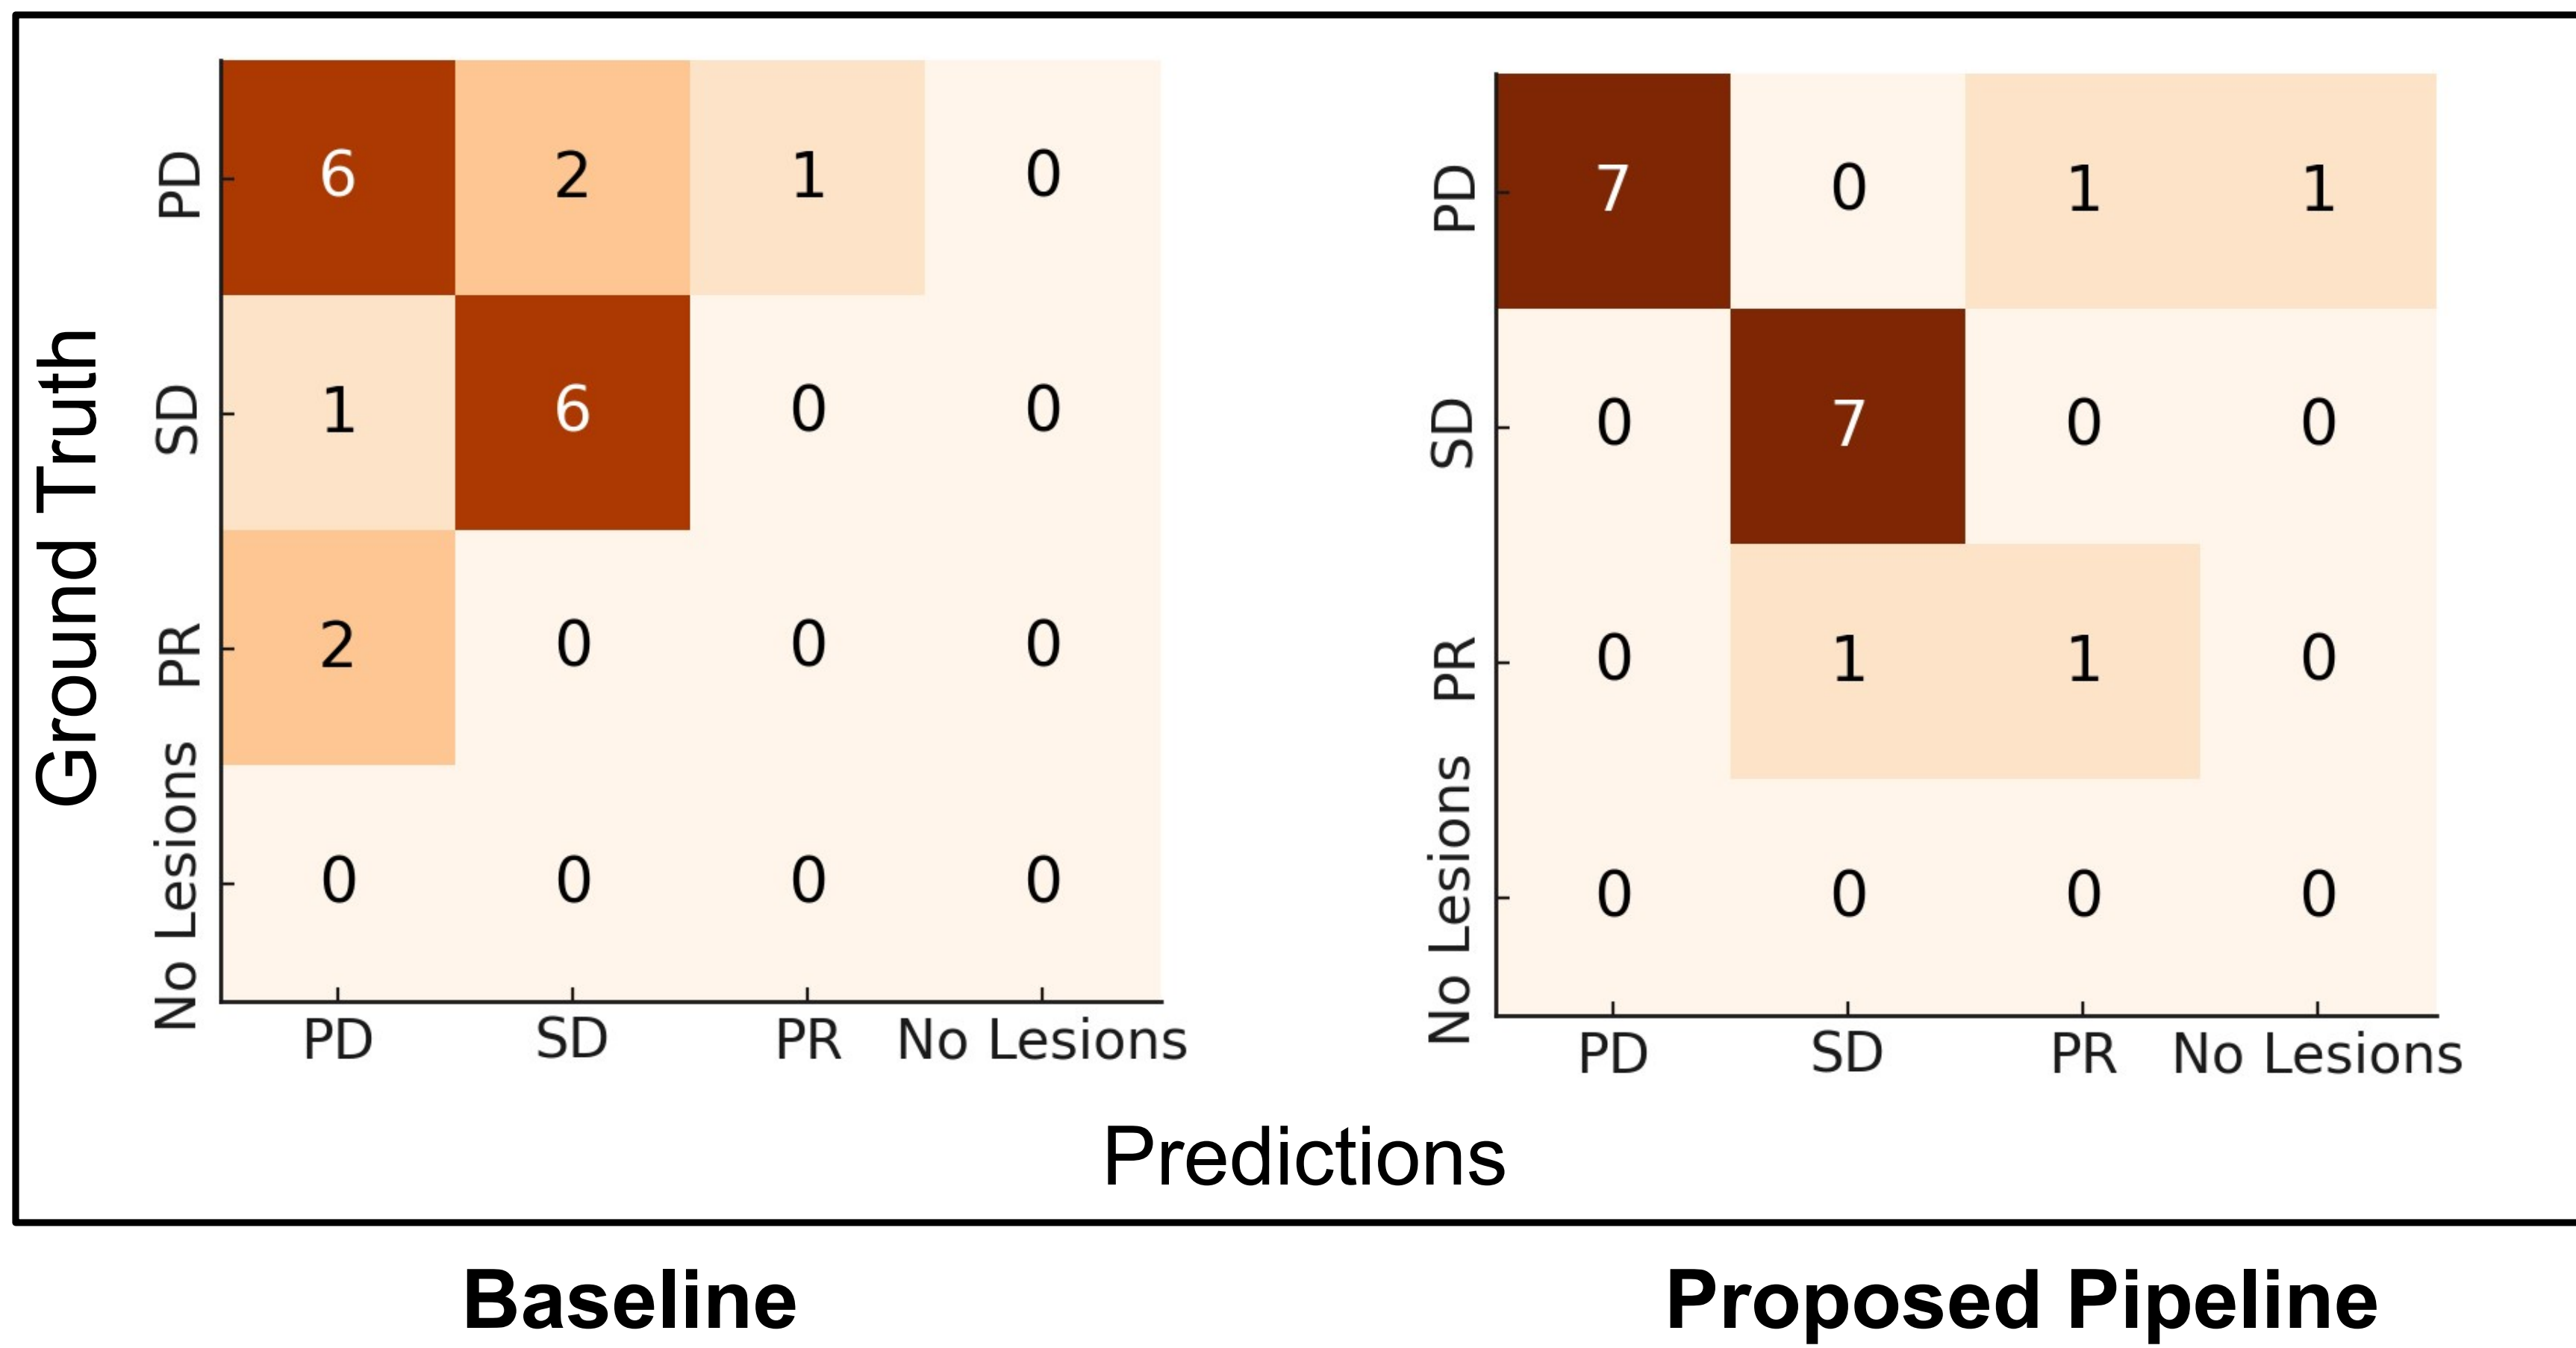 Ground Truth
PD 6 2 1 0
SD 1 6 0 0
PR 2 0 0 0
No Lesions 0 0 0 0
PD SD PR No Lesions
PD 7 0 1 1
SD 0 7 0 0
PR 0 1 1 0
No Lesions 0 0 0 0
PD SD PR No Lesions
Predictions
Baseline
Proposed Pipeline